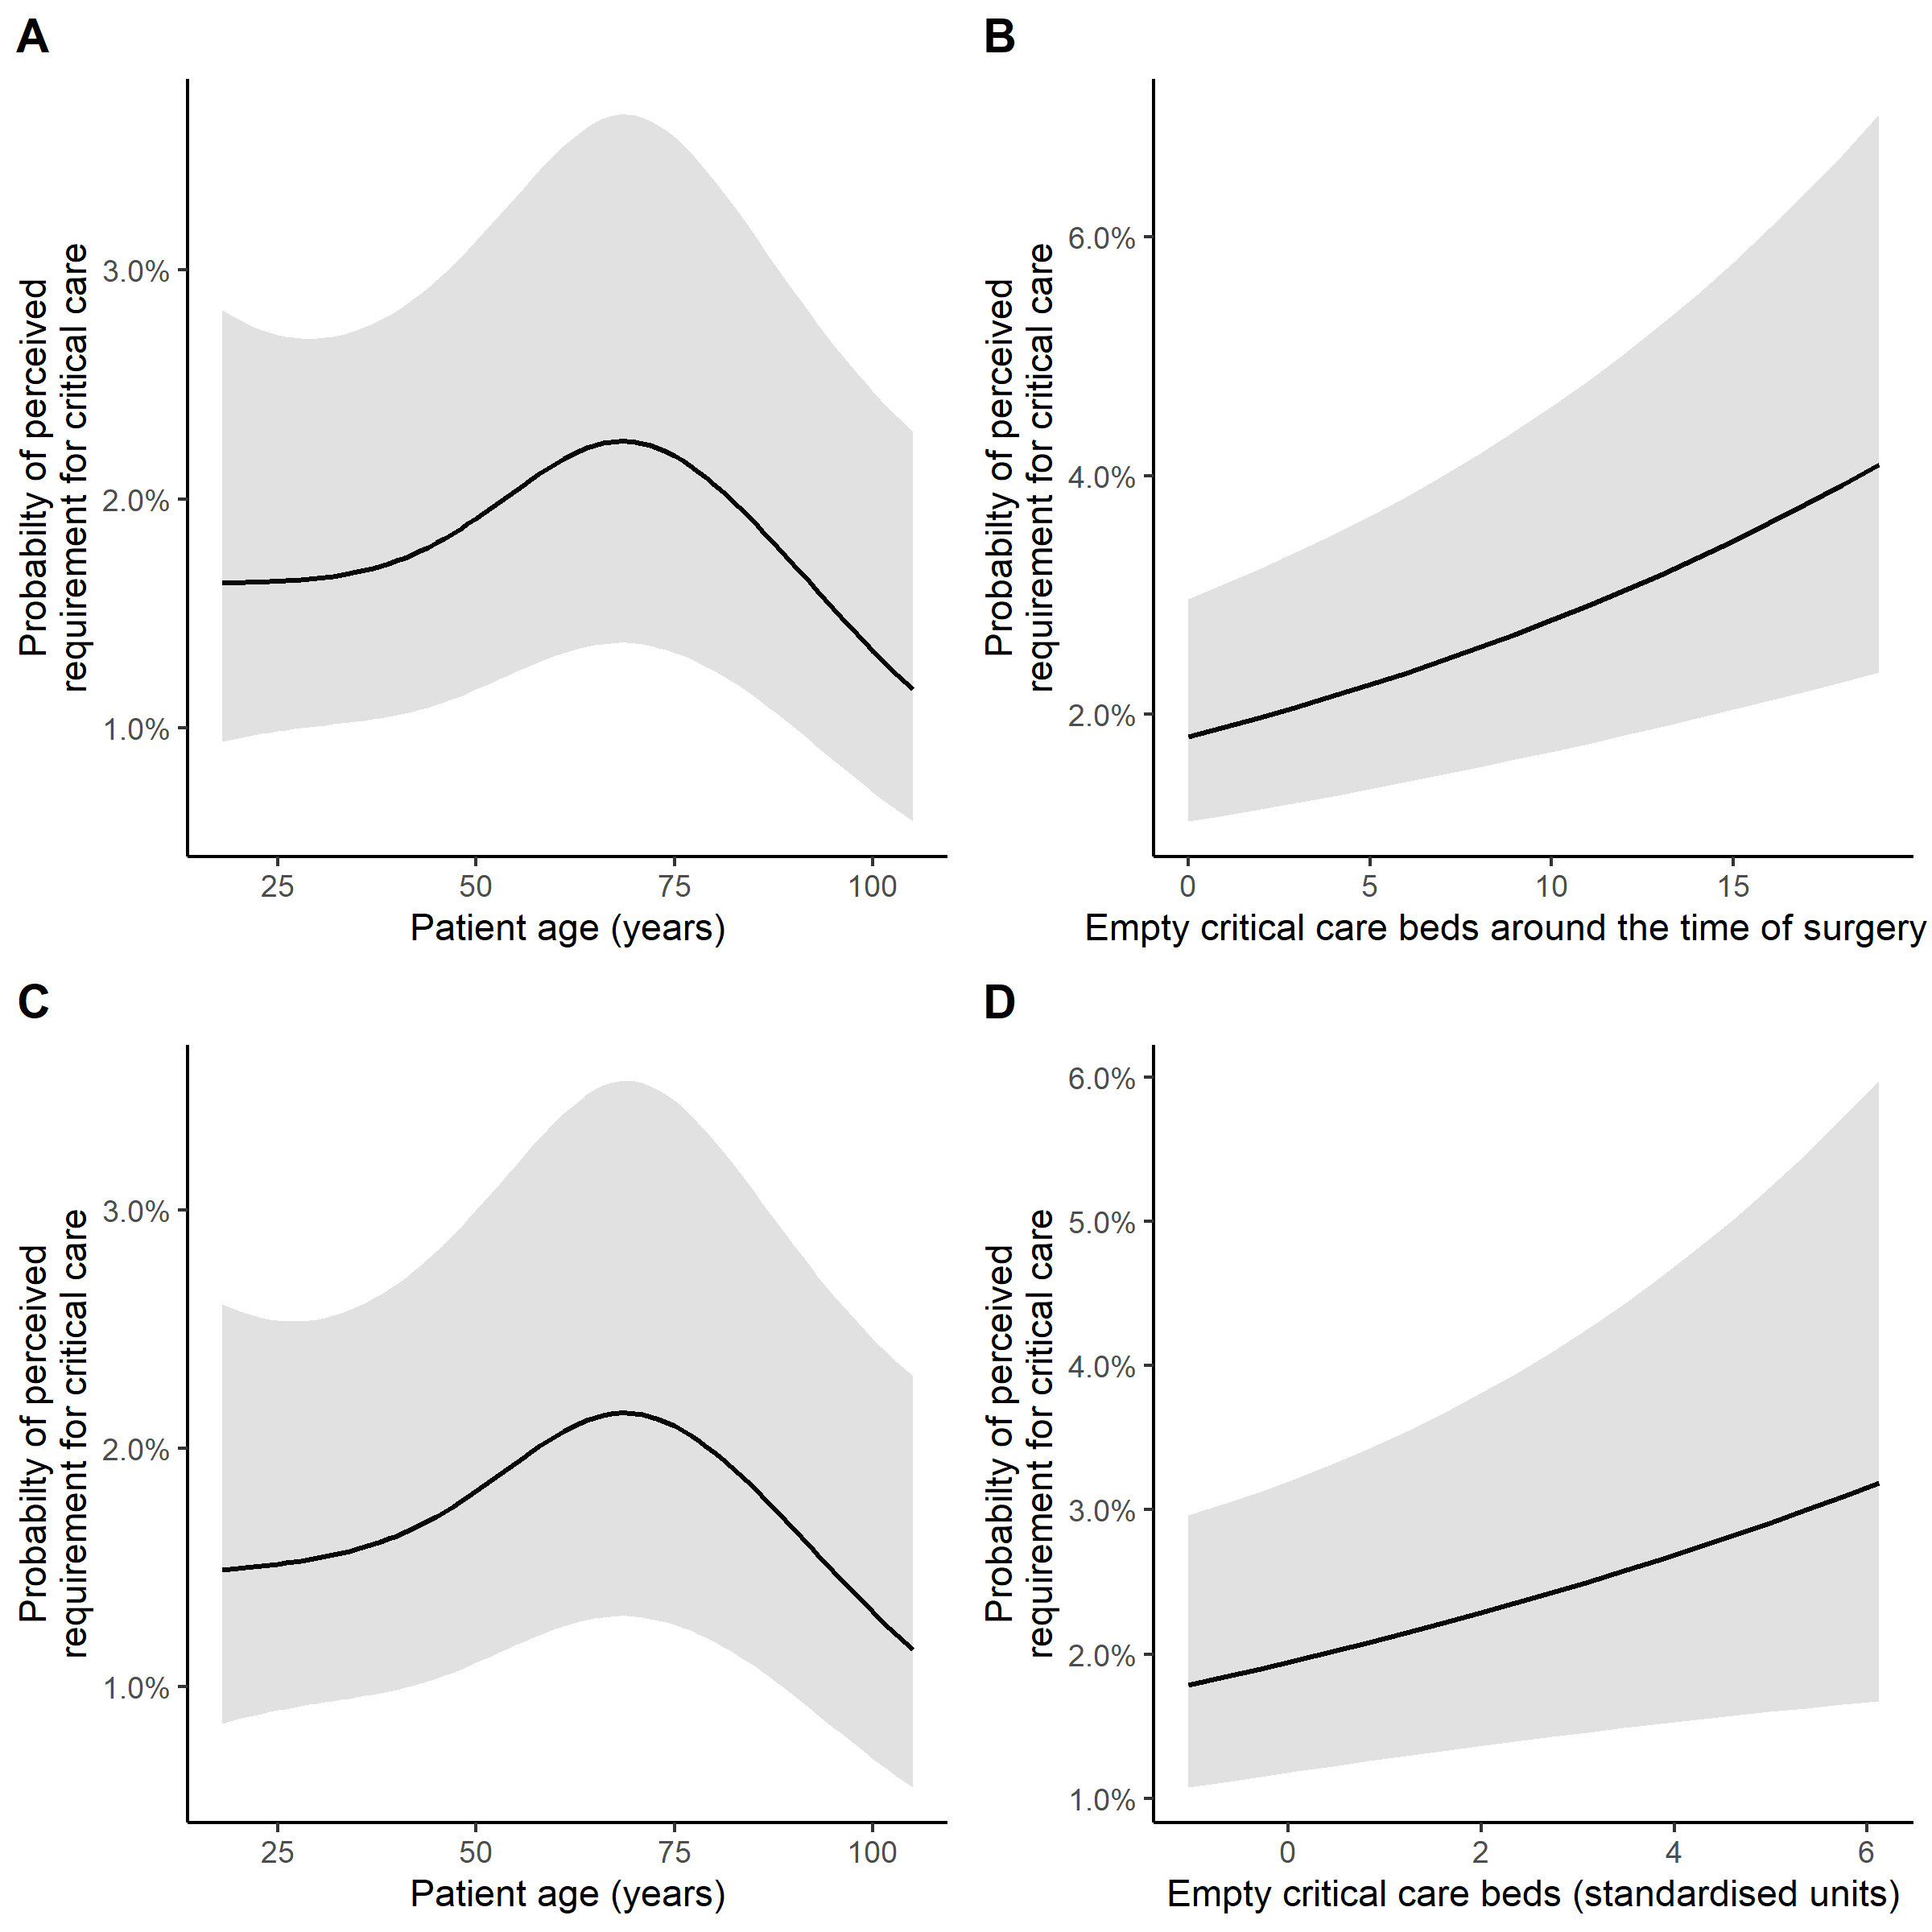 A
Probabilty of perceived
requirement for critical care
3.0%
2.0%
1.0%
25 50 75 100
Patient age (years)
B
Probabilty of perceived
requirement for critical care
6.0%
4.0%
2.0%
0 5 10 15
Empty critical care beds around the time of surgery
C
Probabilty of perceived
requirement for critical care
3.0%
2.0%
1.0%
25 50 75 100
Patient age (years)
D
Probabilty of perceived
requirement for critical care
6.0%
5.0%
4.0%
3.0%
2.0%
1.0%
0 2 4 6
Empty critical care beds (standardised units)